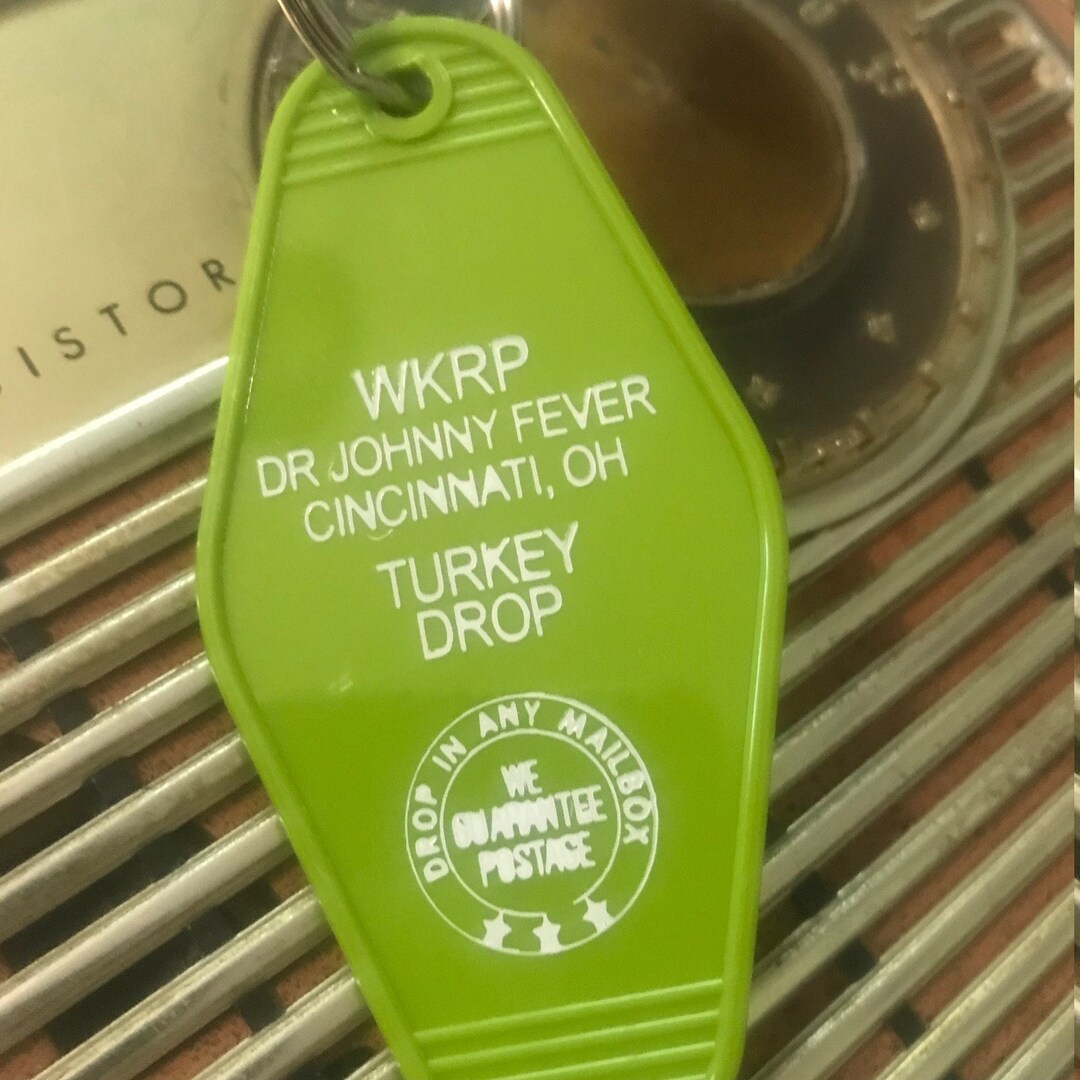 ISTOR
WKRP
DR JOHNNY FEVER
CINCINNATI, OH
TURKEY
DROP
DROP IN ANY MAILBOX
WE
GUARANTEE
POSTAGE